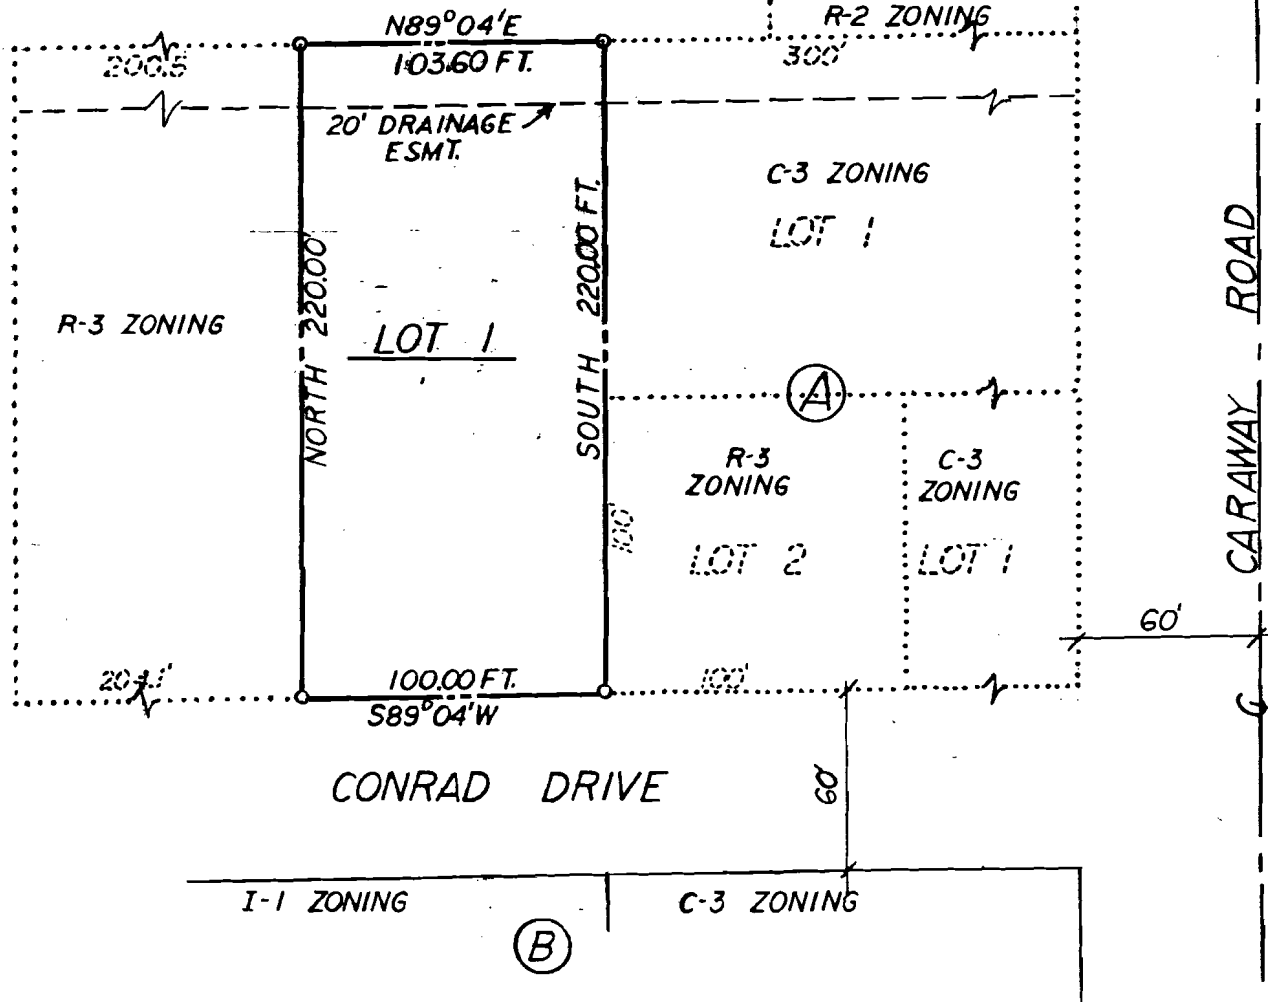 R-2 ZONING
N89°04'E
200.5
103.60 FT.
300'
20' DRAINAGE
ESMT.
C-3 ZONING
LOT 1
R-3 ZONING
NORTH 220.00'
LOT 1
SOUTH 220.00 FT.
CARAWAY ROAD
A
R-3
ZONING
C-3
ZONING
100'
LOT 2
LOT 1
60'
100.00 FT.
100'
S89°04'W
CONRAD DRIVE
60'
I-1 ZONING
C-3 ZONING
B